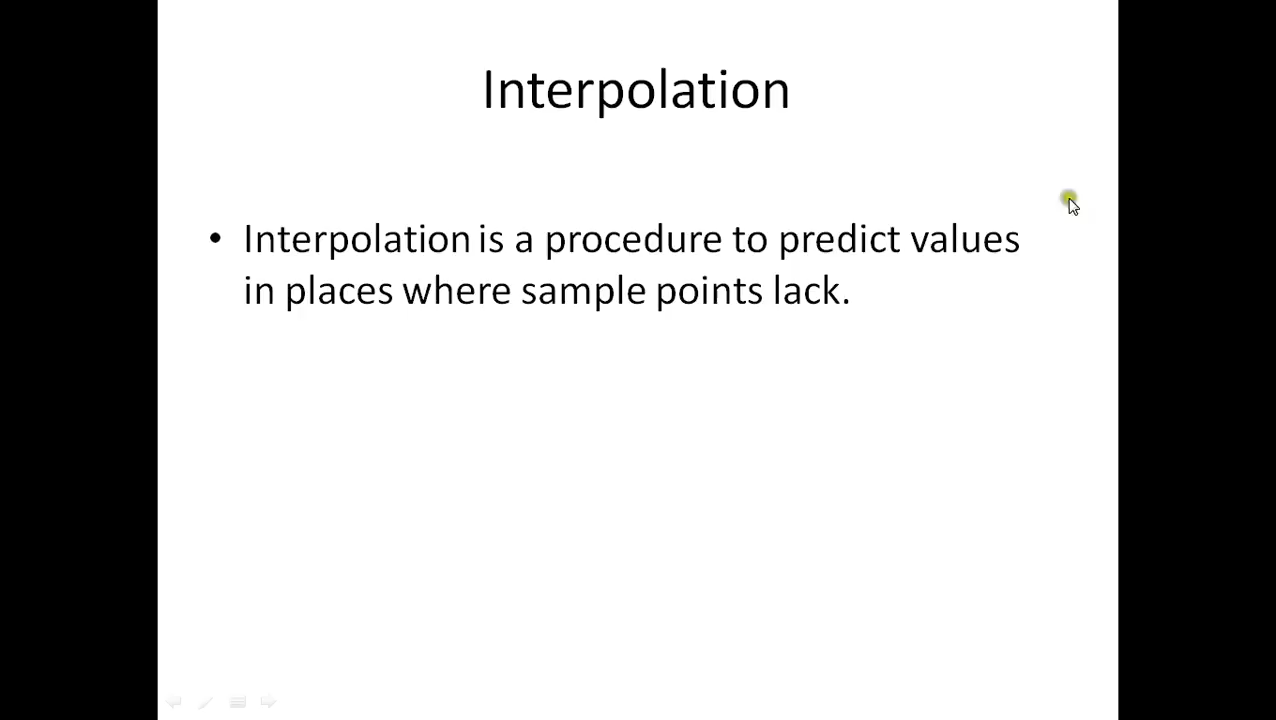 Interpolation
• Interpolation is a procedure to predict values
in places where sample points lack.